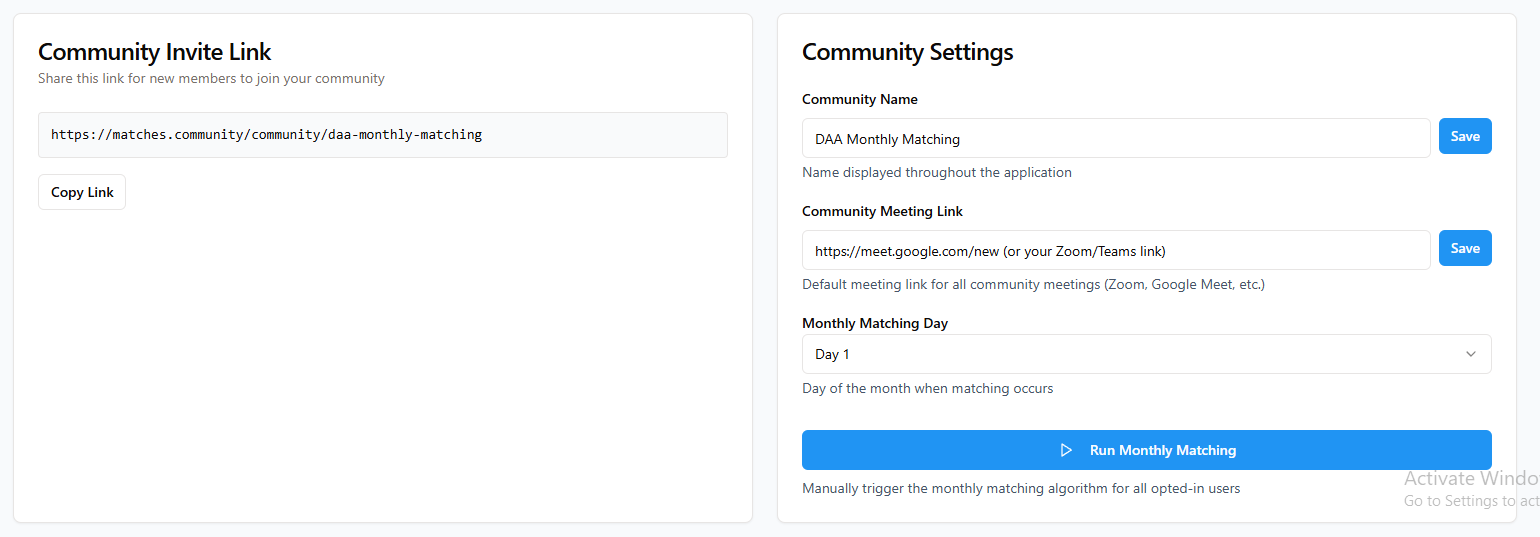 Community Invite Link
Share this link for new members to join your community
https://matches.community/community/daa-monthly-matching
Copy Link
Community Settings
Community Name
DAA Monthly Matching
Save
Name displayed throughout the application
Community Meeting Link
https://meet.google.com/new (or your Zoom/Teams link)
Save
Default meeting link for all community meetings (Zoom, Google Meet, etc.)
Monthly Matching Day
Day 1
Day of the month when matching occurs
Run Monthly Matching
Manually trigger the monthly matching algorithm for all opted-in users
Activate Windo
Go to Settings to act